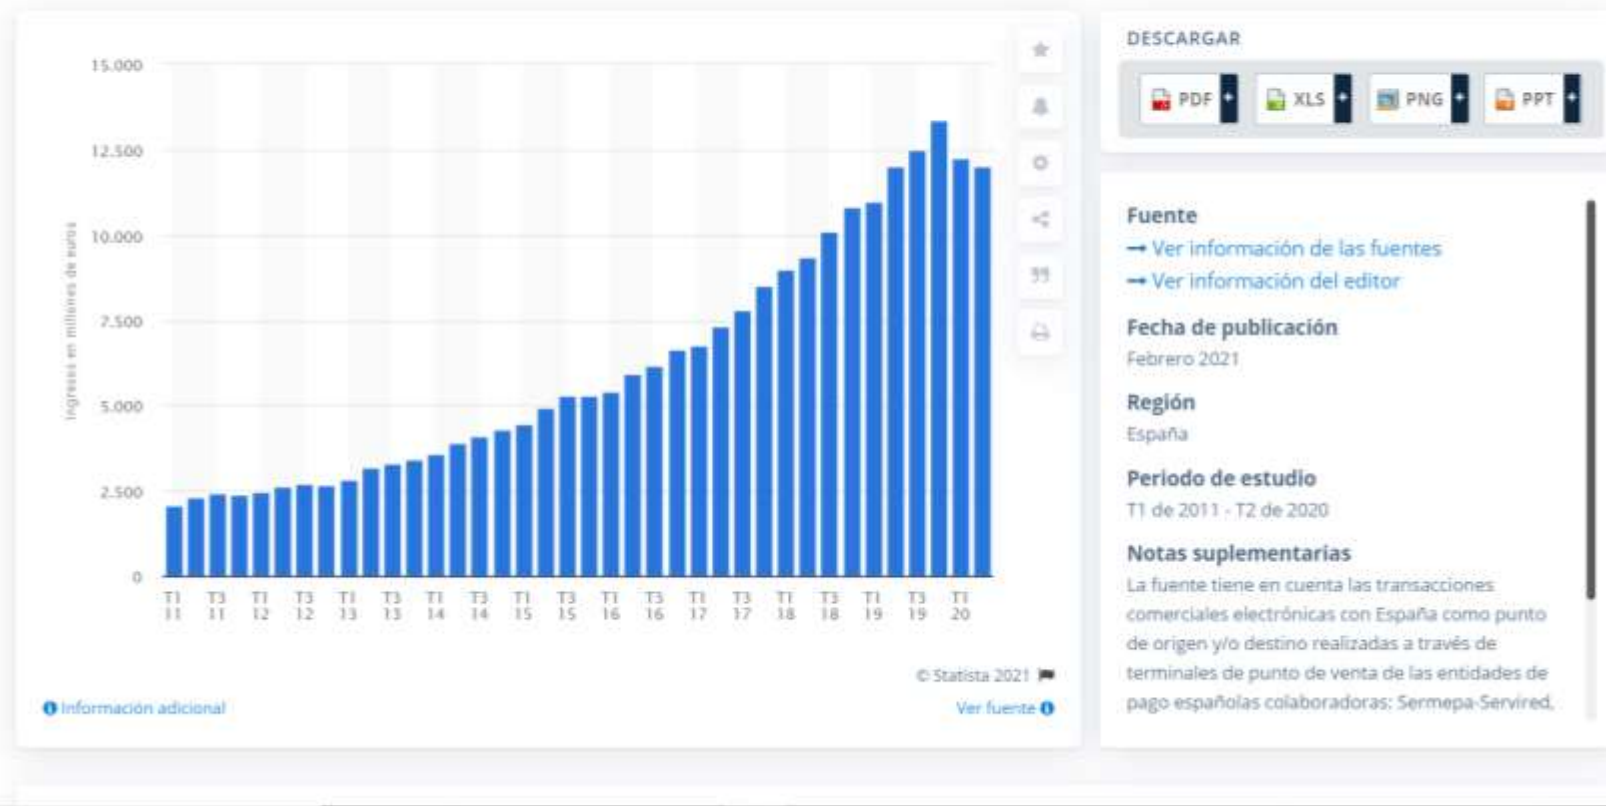 15.000
12.500
10.000
7.500
5.000
2.500
0
Ingresos en millones de euros
T1 T3 T1 T3 T1 T3 T1 T3 T1 T3 T1 T3 T1 T3 T1 T3 T1 T3 T1
11 11 12 12 13 13 14 14 15 15 16 16 17 17 18 18 19 19 20
© Statista 2021
Información adicional
Ver fuente
DESCARGAR
PDF + XLS + PNG + PPT +
Fuente
→ Ver información de las fuentes
→ Ver información del editor
Fecha de publicación
Febrero 2021
Región
España
Periodo de estudio
T1 de 2011 - T2 de 2020
Notas suplementarias
La fuente tiene en cuenta las transacciones
comerciales electrónicas con España como punto
de origen y/o destino realizadas a través de
terminales de punto de venta de las entidades de
pago españolas colaboradoras: Sermepa-Servired,